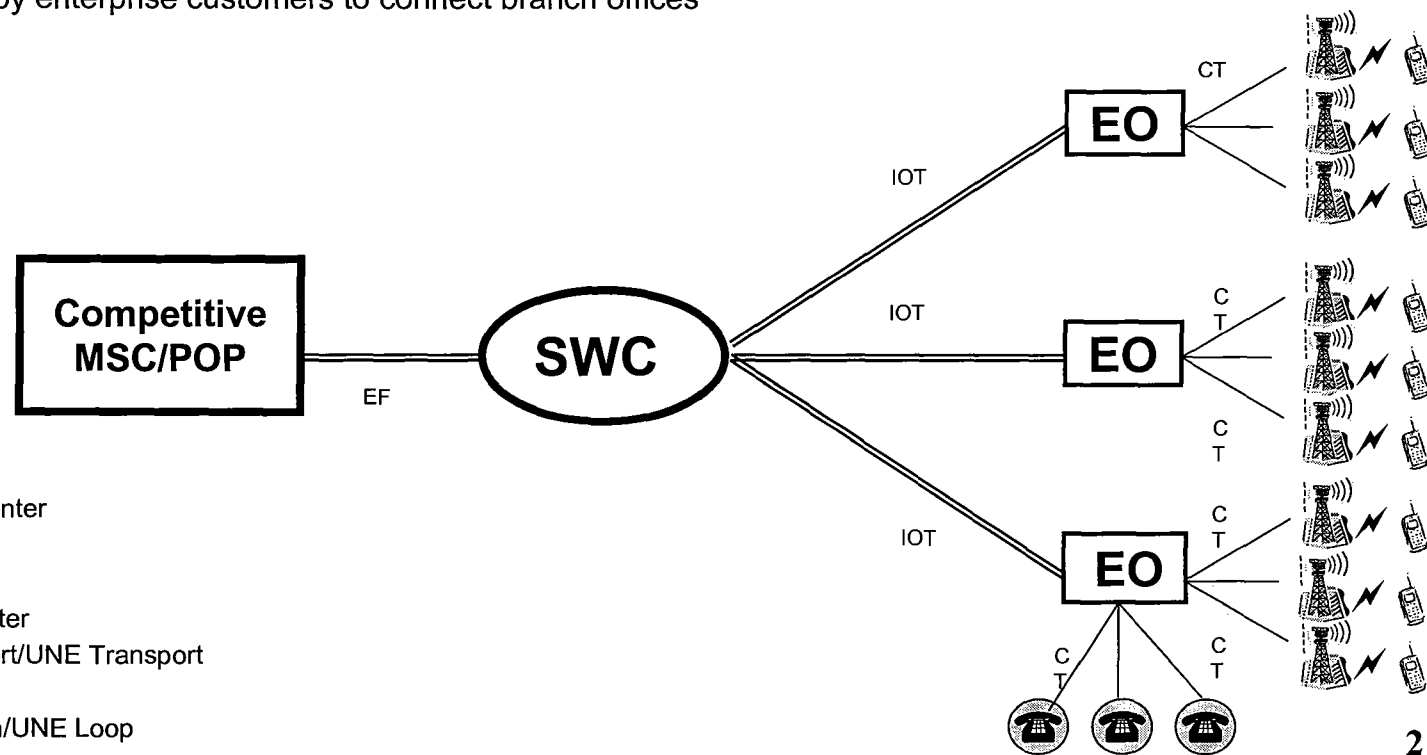 by enterprise customers to connect branch offices
CT
EO
IOT
Competitive
MSC/POP
EF
SWC
IOT
C
T
EO
C
T
IOT
C
T
EO
C
T
C
T
nter
ter
rt/UNE Transport
/UNE Loop
2